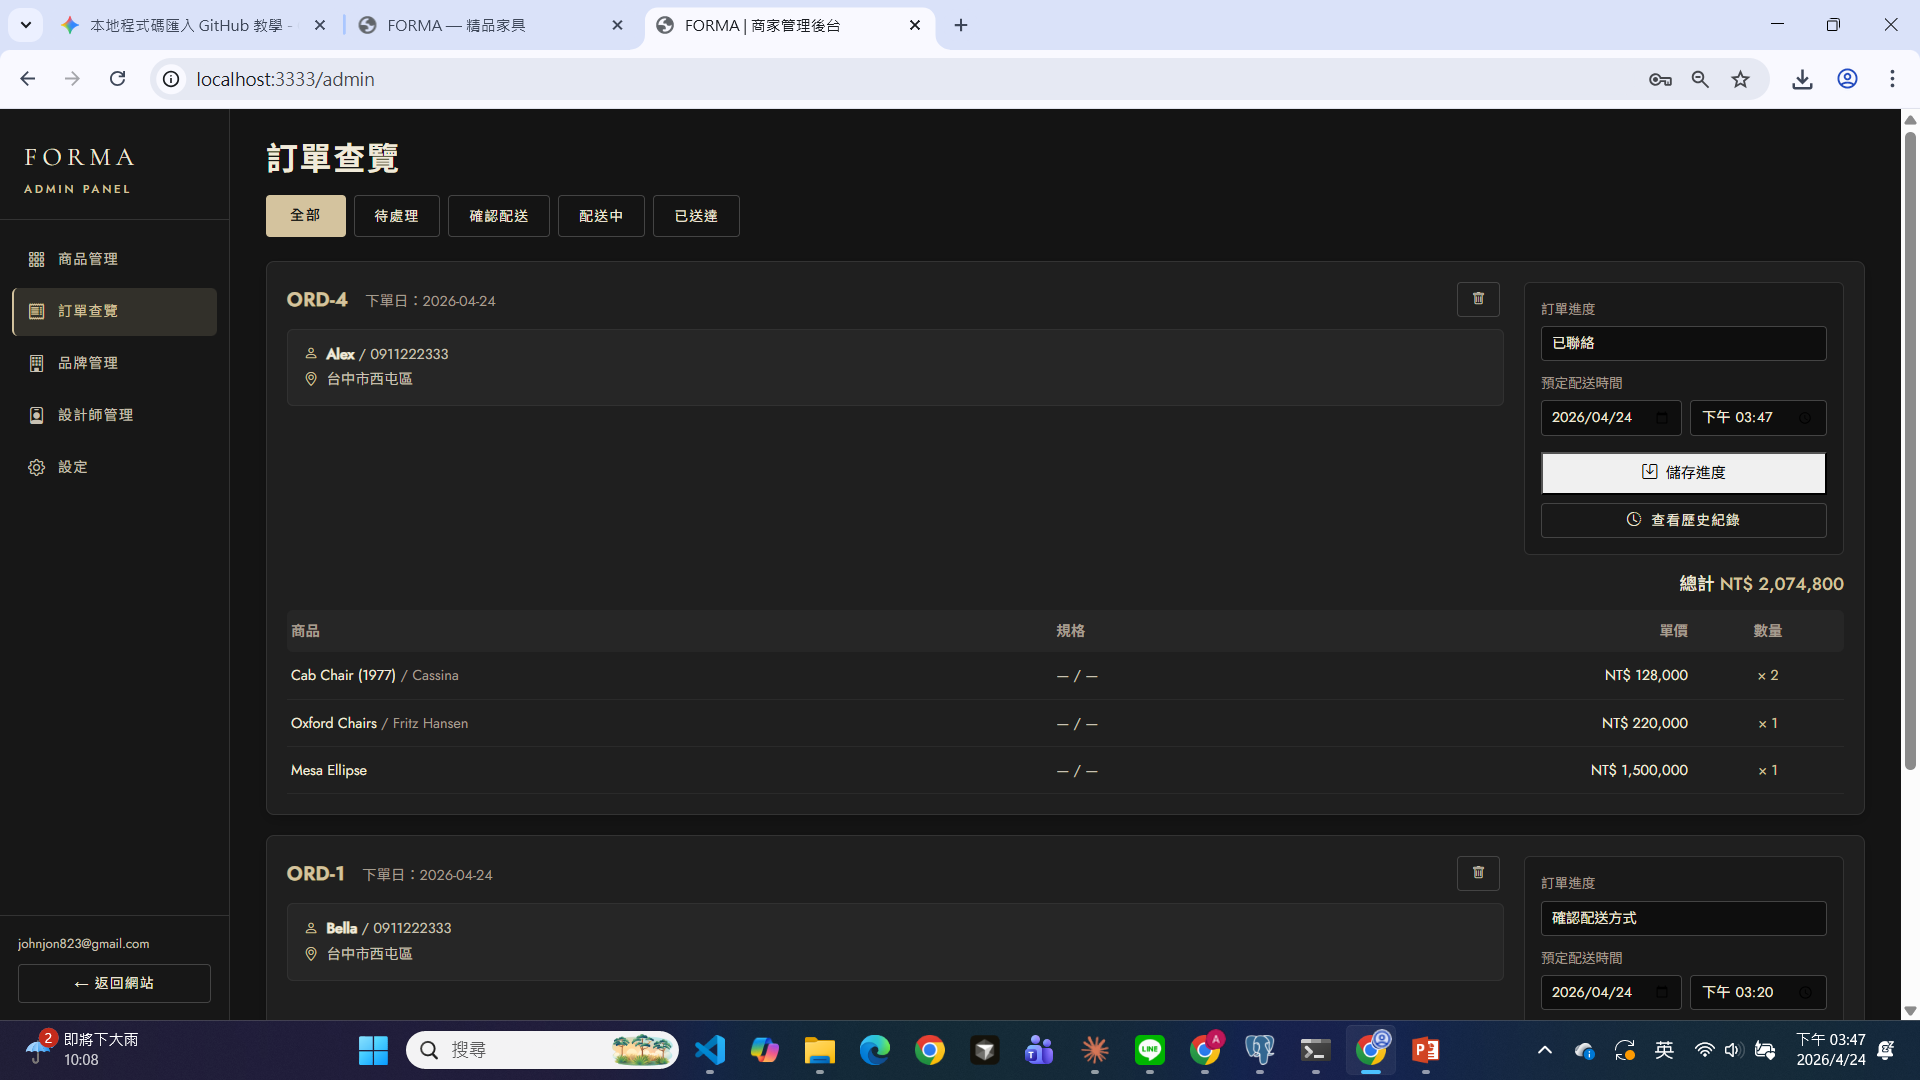 本地程式碼匯入 GitHub 教學 -
FORMA — 精品家具
FORMA | 商家管理後台
localhost:3333/admin
FORMA
ADMIN PANEL
商品管理
訂單查覽
品牌管理
設計師管理
設定
johnjon823@gmail.com
← 返回網站
訂單查覽
全部
待處理
確認配送
配送中
已送達
ORD-4 下單日：2026-04-24
Alex / 0911222333
台中市西屯區
訂單進度
已聯絡
預定配送時間
2026/04/24 下午 03:47
儲存進度
查看歷史紀錄
總計 NT$ 2,074,800
商品 規格 單價 數量
Cab Chair (1977) / Cassina — / — NT$ 128,000 × 2
Oxford Chairs / Fritz Hansen — / — NT$ 220,000 × 1
Mesa Ellipse — / — NT$ 1,500,000 × 1
ORD-1 下單日：2026-04-24
Bella / 0911222333
台中市西屯區
訂單進度
確認配送方式
預定配送時間
2026/04/24 下午 03:20
2
即將下大雨
10:08
搜尋
LINE
A
英
下午 03:47
2026/4/24